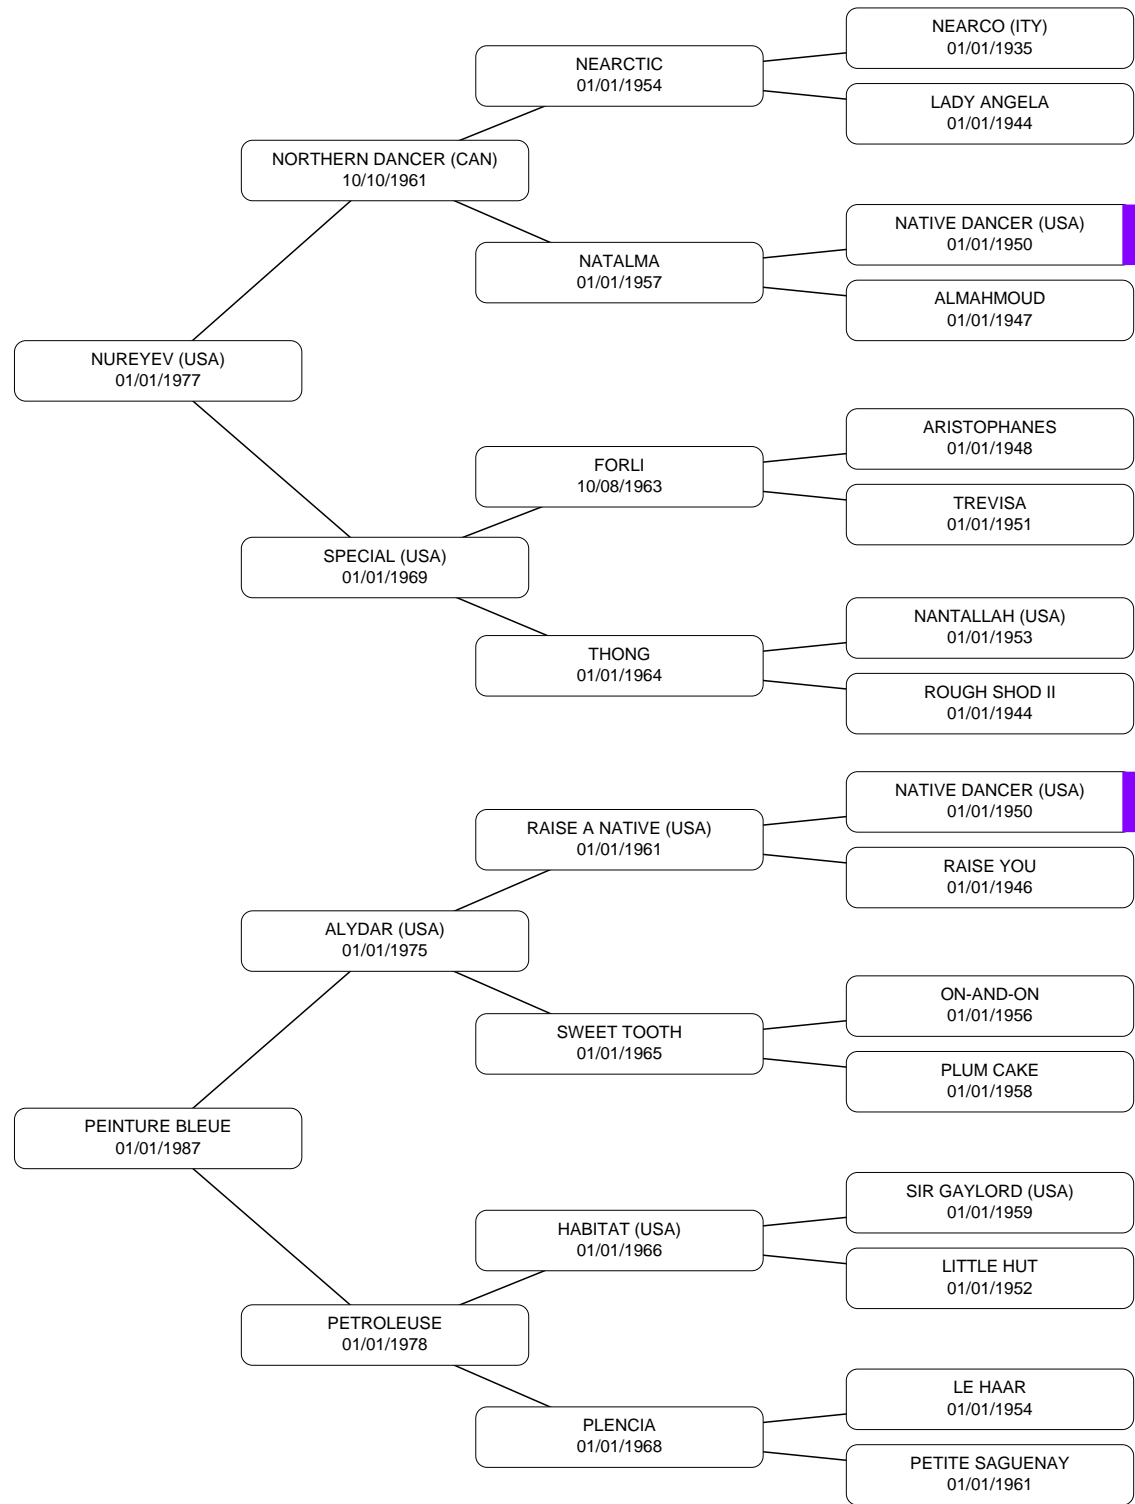 NEARCO (ITY)
01/01/1935
NEARCTIC
01/01/1954
LADY ANGELA
01/01/1944
NORTHERN DANCER (CAN)
10/10/1961
NATIVE DANCER (USA)
01/01/1950
NATALMA
01/01/1957
ALMAHMOUD
01/01/1947
NUREYEV (USA)
01/01/1977
ARISTOPHANES
01/01/1948
FORLI
10/08/1963
TREVISA
01/01/1951
SPECIAL (USA)
01/01/1969
NANTALLAH (USA)
01/01/1953
THONG
01/01/1964
ROUGH SHOD II
01/01/1944
NATIVE DANCER (USA)
01/01/1950
RAISE A NATIVE (USA)
01/01/1961
RAISE YOU
01/01/1946
ALYDAR (USA)
01/01/1975
ON-AND-ON
01/01/1956
SWEET TOOTH
01/01/1965
PLUM CAKE
01/01/1958
PEINTURE BLEUE
01/01/1987
SIR GAYLORD (USA)
01/01/1959
HABITAT (USA)
01/01/1966
LITTLE HUT
01/01/1952
PETROLEUSE
01/01/1978
LE HAAR
01/01/1954
PLENCIA
01/01/1968
PETITE SAGUENAY
01/01/1961